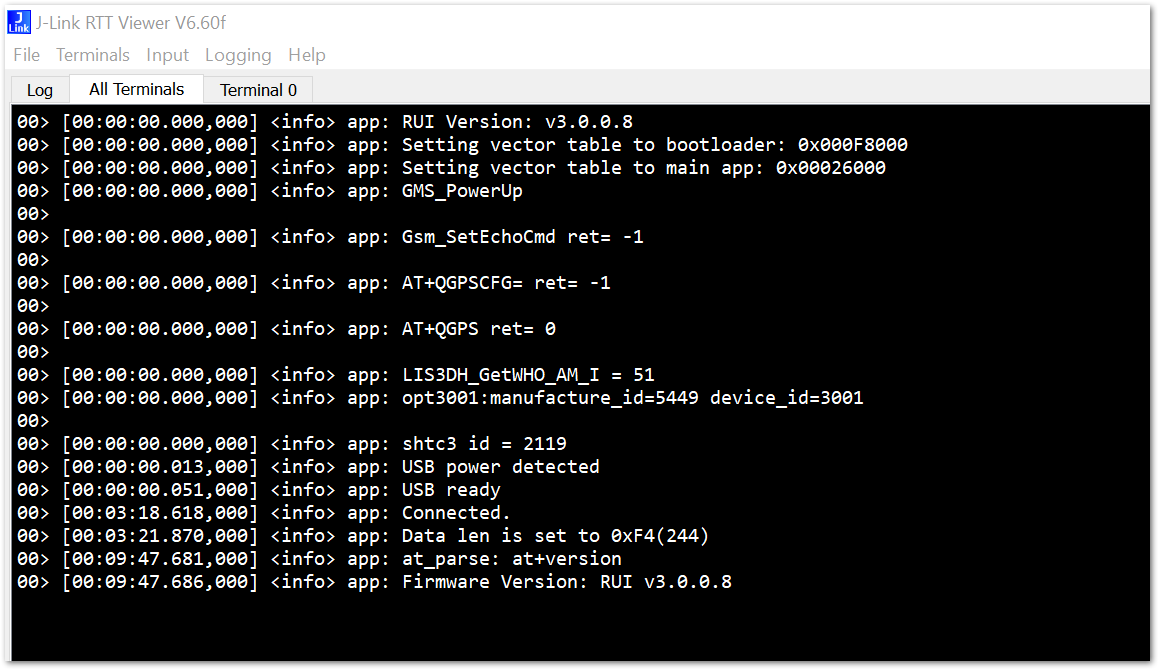 J-Link RTT Viewer V6.60f
File Terminals Input Logging Help
Log All Terminals Terminal 0
00> [00:00:00.000,000] <info> app: RUI Version: v3.0.0.8
00> [00:00:00.000,000] <info> app: Setting vector table to bootloader: 0x000F8000
00> [00:00:00.000,000] <info> app: Setting vector table to main app: 0x00026000
00> [00:00:00.000,000] <info> app: GMS_PowerUp
00>
00> [00:00:00.000,000] <info> app: Gsm_SetEchoCmd ret= -1
00>
00> [00:00:00.000,000] <info> app: AT+QGPSCFG= ret= -1
00>
00> [00:00:00.000,000] <info> app: AT+QGPS ret= 0
00>
00> [00:00:00.000,000] <info> app: LIS3DH_GetWHO_AM_I = 51
00> [00:00:00.000,000] <info> app: opt3001:manufacture_id=5449 device_id=3001
00>
00> [00:00:00.000,000] <info> app: shtc3 id = 2119
00> [00:00:00.013,000] <info> app: USB power detected
00> [00:00:00.051,000] <info> app: USB ready
00> [00:03:18.618,000] <info> app: Connected.
00> [00:03:21.870,000] <info> app: Data len is set to 0xF4(244)
00> [00:09:47.681,000] <info> app: at_parse: at+version
00> [00:09:47.686,000] <info> app: Firmware Version: RUI v3.0.0.8